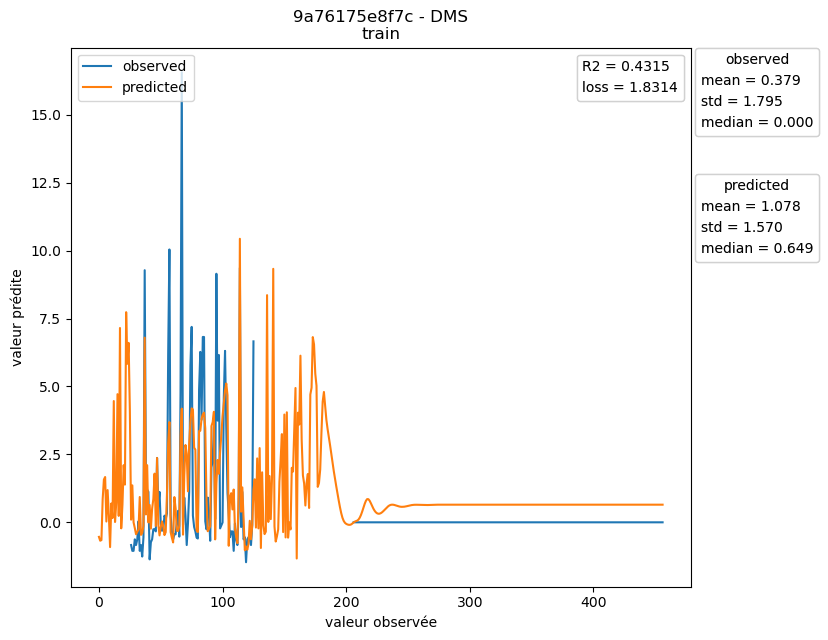 9a76175e8f7c - DMS
train
observed
predicted
R2 = 0.4315
loss = 1.8314
observed
mean = 0.379
std = 1.795
median = 0.000
predicted
mean = 1.078
std = 1.570
median = 0.649
15.0
12.5
10.0
7.5
5.0
2.5
0.0
valeur prédite
0
100
200
300
400
valeur observée